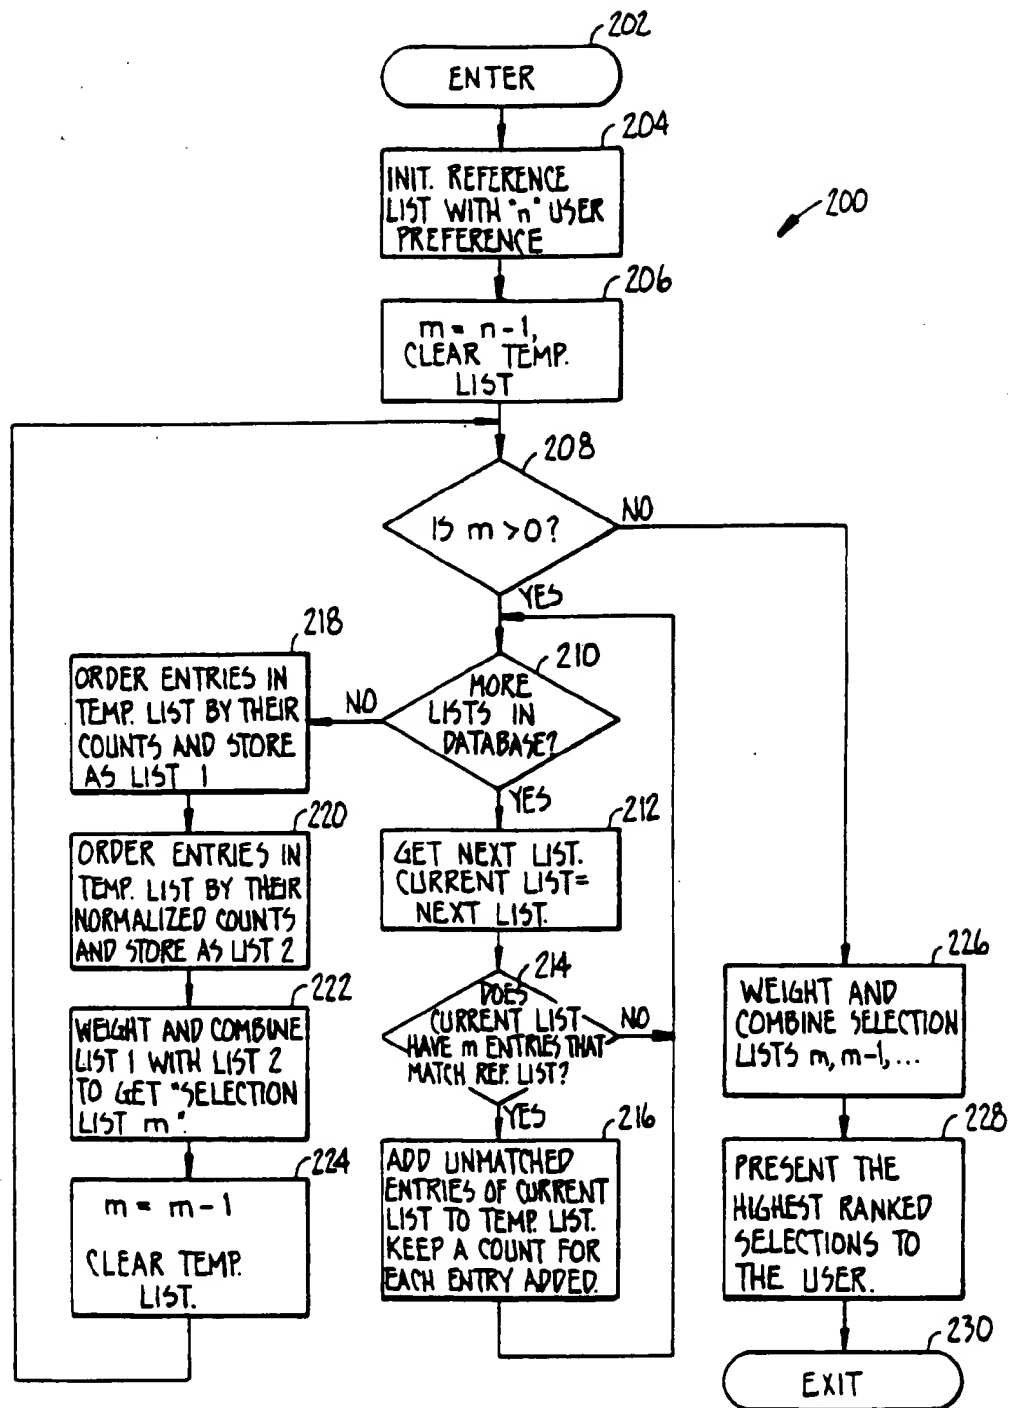 202
ENTER
204
INIT. REFERENCE
LIST WITH "n" USER
PREFERENCE
200
206
m = n-1,
CLEAR TEMP.
LIST
208
IS m > 0?
NO
YES
210
MORE
LISTS IN
DATABASE?
NO
YES
218
ORDER ENTRIES IN
TEMP. LIST BY THEIR
COUNTS AND STORE
AS LIST 1
220
ORDER ENTRIES IN
TEMP. LIST BY THEIR
NORMALIZED COUNTS
AND STORE AS LIST 2
222
WEIGHT AND COMBINE
LIST 1 WITH LIST 2
TO GET "SELECTION
LIST m".
224
m = m-1
CLEAR TEMP.
LIST.
212
GET NEXT LIST.
CURRENT LIST=
NEXT LIST.
214
DOES
CURRENT LIST
HAVE m ENTRIES THAT
MATCH REF. LIST?
NO
YES
216
ADD UNMATCHED
ENTRIES OF CURRENT
LIST TO TEMP. LIST.
KEEP A COUNT FOR
EACH ENTRY ADDED.
226
WEIGHT AND
COMBINE SELECTION
LISTS m, m-1, ...
228
PRESENT THE
HIGHEST RANKED
SELECTIONS TO
THE USER.
230
EXIT